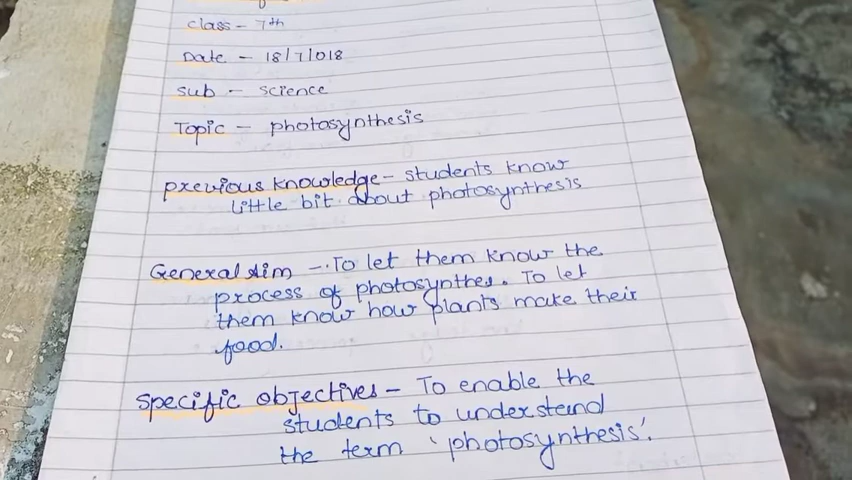 class - 7th
Date - 18/7/018
sub - science
Topic - photosynthesis
previous knowledge - students know
little bit about photosynthesis
General Aim - To let them know the
process of photosynthes. To let
them know how plants make their
food.
specific objectives - To enable the
students to understand
the term 'photosynthesis'.